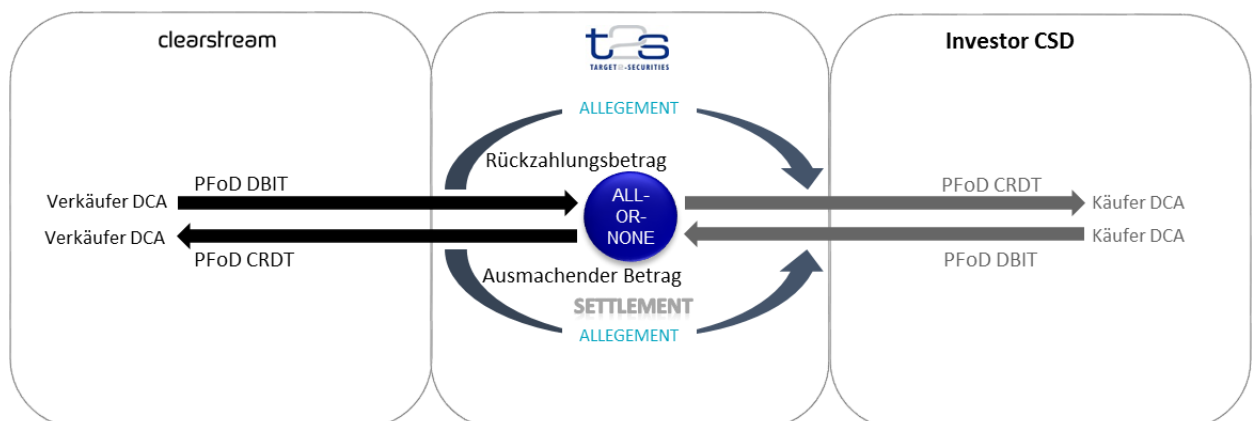 clearstream
t2s
TARGET2-SECURITIES
Investor CSD
ALLEGEMENT
Rückzahlungsbetrag
PFoD DBIT
PFoD CRDT
Verkäufer DCA
ALL-
OR-
NONE
Käufer DCA
Verkäufer DCA
Käufer DCA
PFoD CRDT
PFoD DBIT
Ausmachender Betrag
SETTLEMENT
ALLEGEMENT